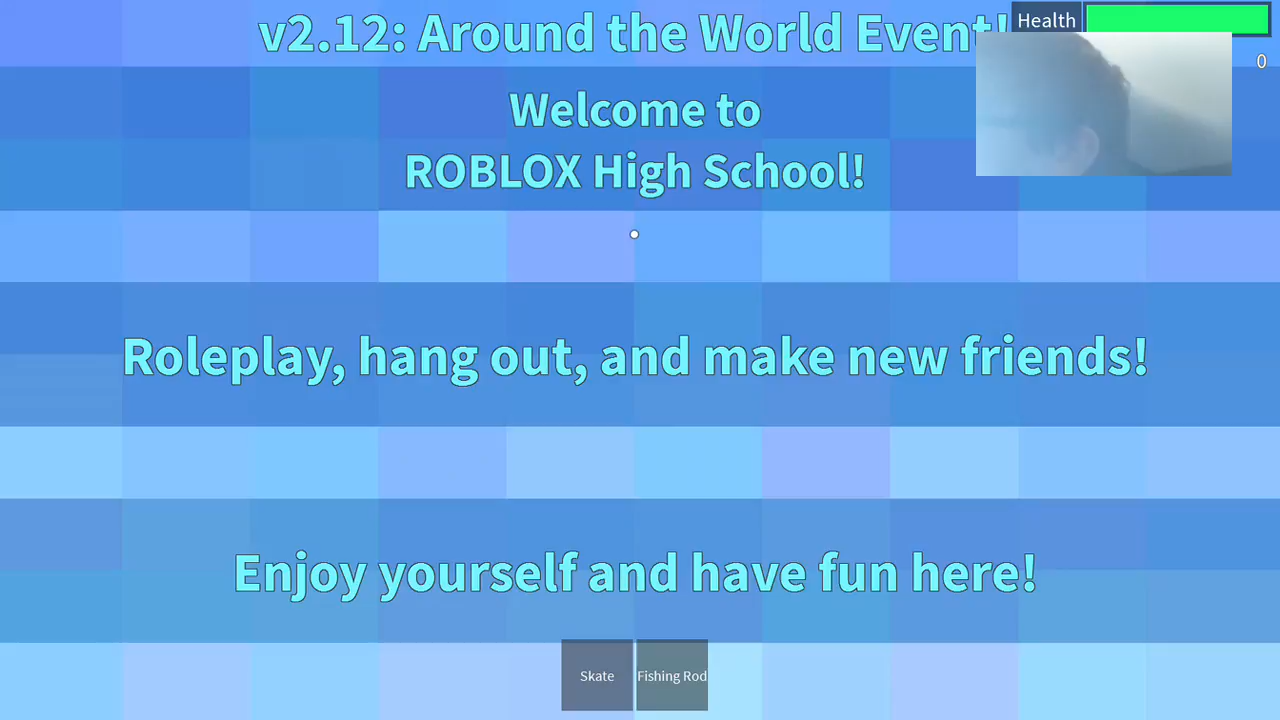 v2.12: Around the World Event!
Health
0
Welcome to
ROBLOX High School!
Roleplay, hang out, and make new friends!
Enjoy yourself and have fun here!
Skate
Fishing Rod